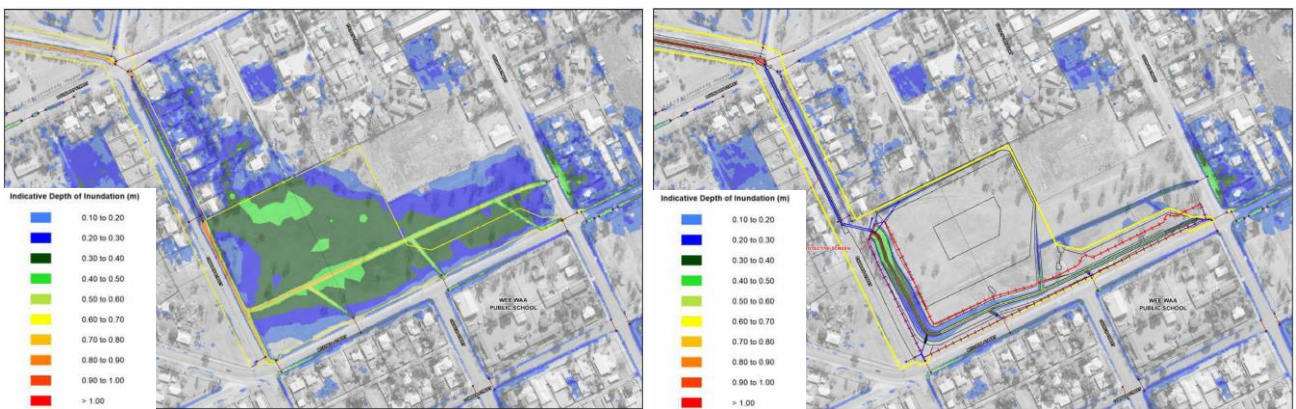 Indicative Depth of Inundation (m)
0.10 to 0.20
0.20 to 0.30
0.30 to 0.40
0.40 to 0.50
0.50 to 0.60
0.60 to 0.70
0.70 to 0.80
0.80 to 0.90
0.90 to 1.00
> 1.00
WEE WAA
PUBLIC SCHOOL
Indicative Depth of Inundation (m)
0.10 to 0.20
0.20 to 0.30
0.30 to 0.40
0.40 to 0.50
0.50 to 0.60
0.60 to 0.70
0.70 to 0.80
0.80 to 0.90
0.90 to 1.00
> 1.00
WEE WAA
PUBLIC SCHOOL